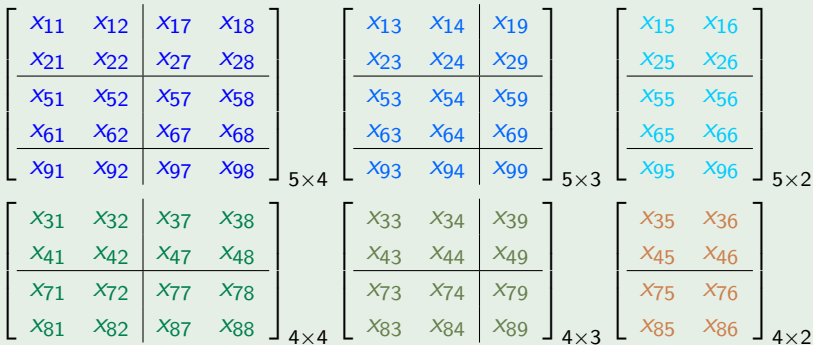 x11 x12 x17 x18 x13 x14 x19 x15 x16
x21 x22 x27 x28 x23 x24 x29 x25 x26
x51 x52 x57 x58 x53 x54 x59 x55 x56
x61 x62 x67 x68 x63 x64 x69 x65 x66
x91 x92 x97 x98 5×4 x93 x94 x99 5×3 x95 x96 5×2
x31 x32 x37 x38 x33 x34 x39 x35 x36
x41 x42 x47 x48 x43 x44 x49 x45 x46
x71 x72 x77 x78 x73 x74 x79 x75 x76
x81 x82 x87 x88 4×4 x83 x84 x89 4×3 x85 x86 4×2